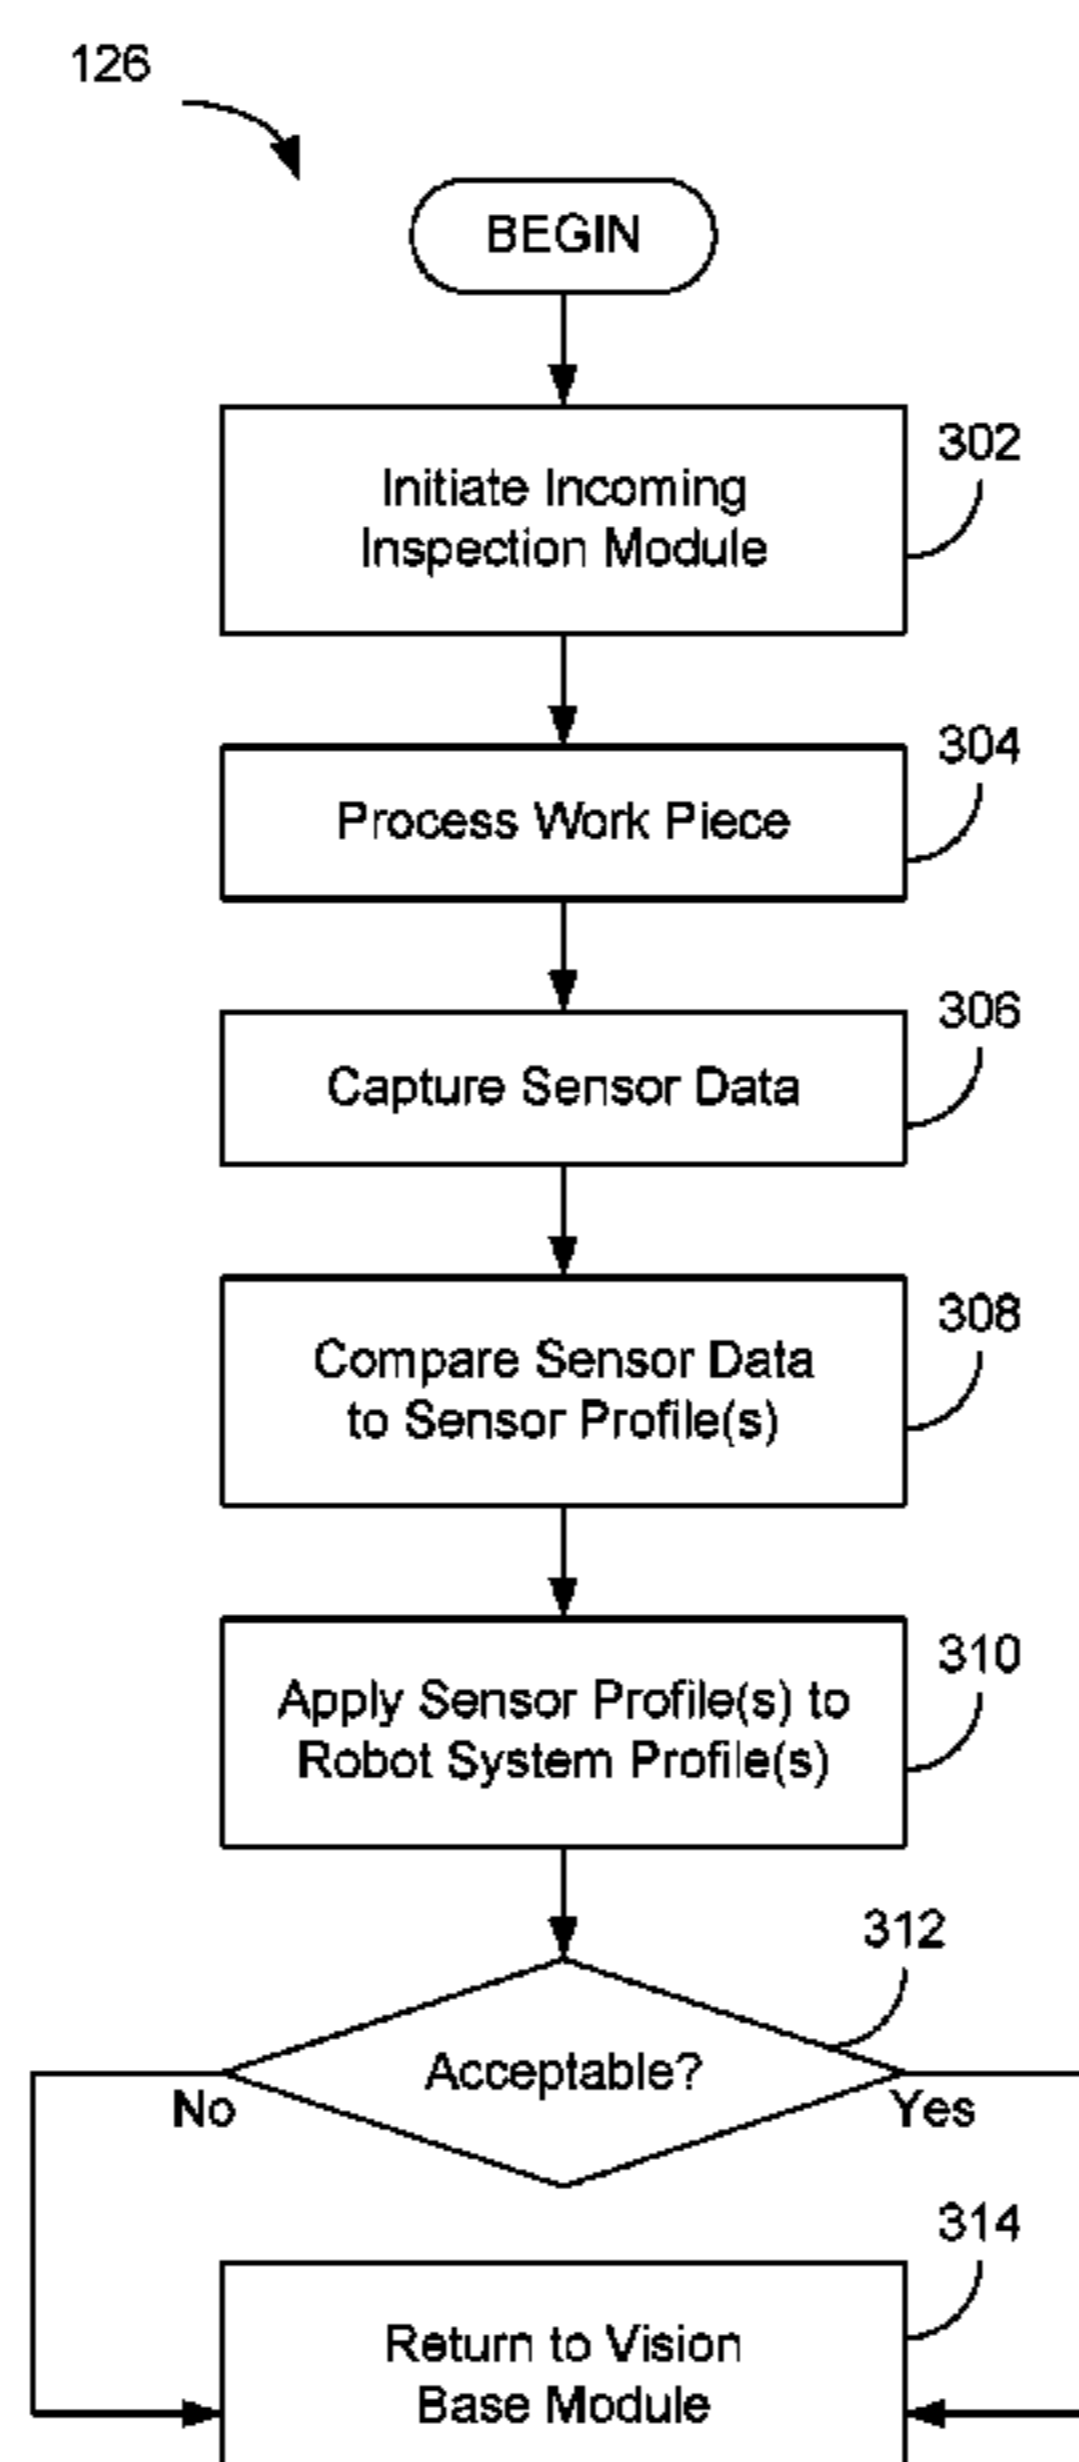 126
BEGIN
302
Initiate Incoming
Inspection Module
304
Process Work Piece
306
Capture Sensor Data
308
Compare Sensor Data
to Sensor Profile(s)
310
Apply Sensor Profile(s) to
Robot System Profile(s)
312
Acceptable?
No
Yes
314
Return to Vision
Base Module